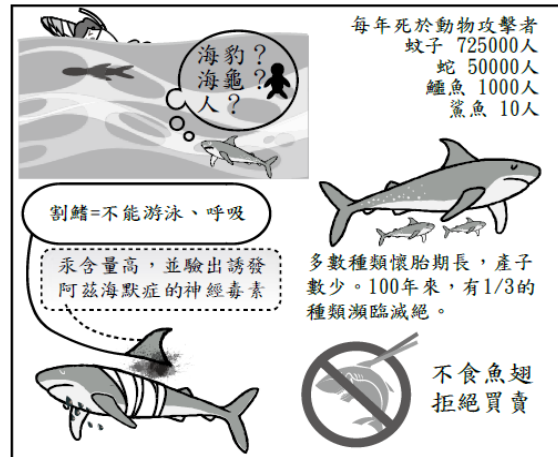 海豹？
海龜？
人？
每年死於動物攻擊者
蚊子 725000人
蛇 50000人
鱷魚 1000人
鯊魚 10人
割鰭=不能游泳、呼吸
汞含量高，並驗出誘發
阿茲海默症的神經毒素
多數種類懷胎期長，產子
數少。100年來，有1/3的
種類瀕臨滅絕。
不食魚翅
拒絕買賣